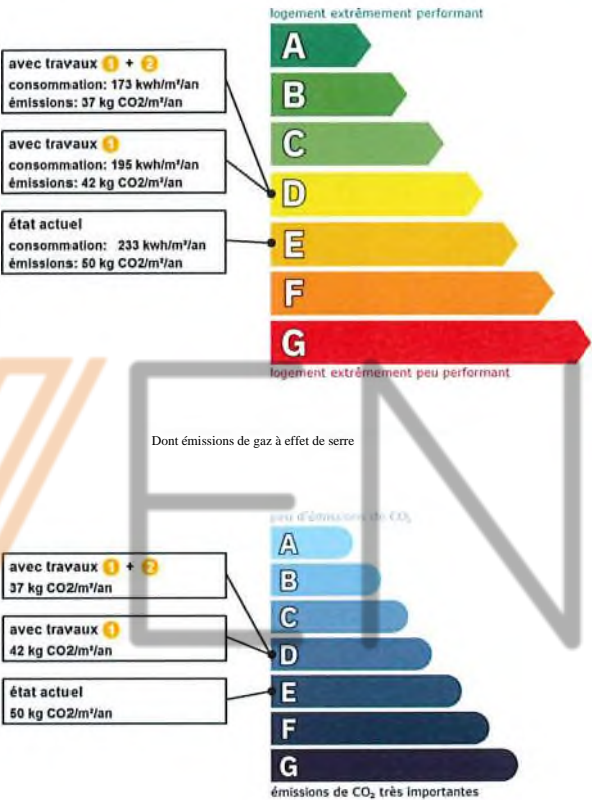 logement extrêmement performant
A
avec travaux 1 + 2
consommation: 173 kwh/m²/an
émissions: 37 kg CO2/m²/an
B
avec travaux 1
consommation: 195 kwh/m²/an
émissions: 42 kg CO2/m²/an
C
D
état actuel
consommation: 233 kwh/m²/an
émissions: 50 kg CO2/m²/an
E
F
G
logement extrêmement peu performant
Dont émissions de gaz à effet de serre
peu d'émissions de CO₂
A
avec travaux 1 + 2
37 kg CO2/m²/an
B
C
avec travaux 1
42 kg CO2/m²/an
D
état actuel
50 kg CO2/m²/an
E
F
G
émissions de CO₂ très importantes